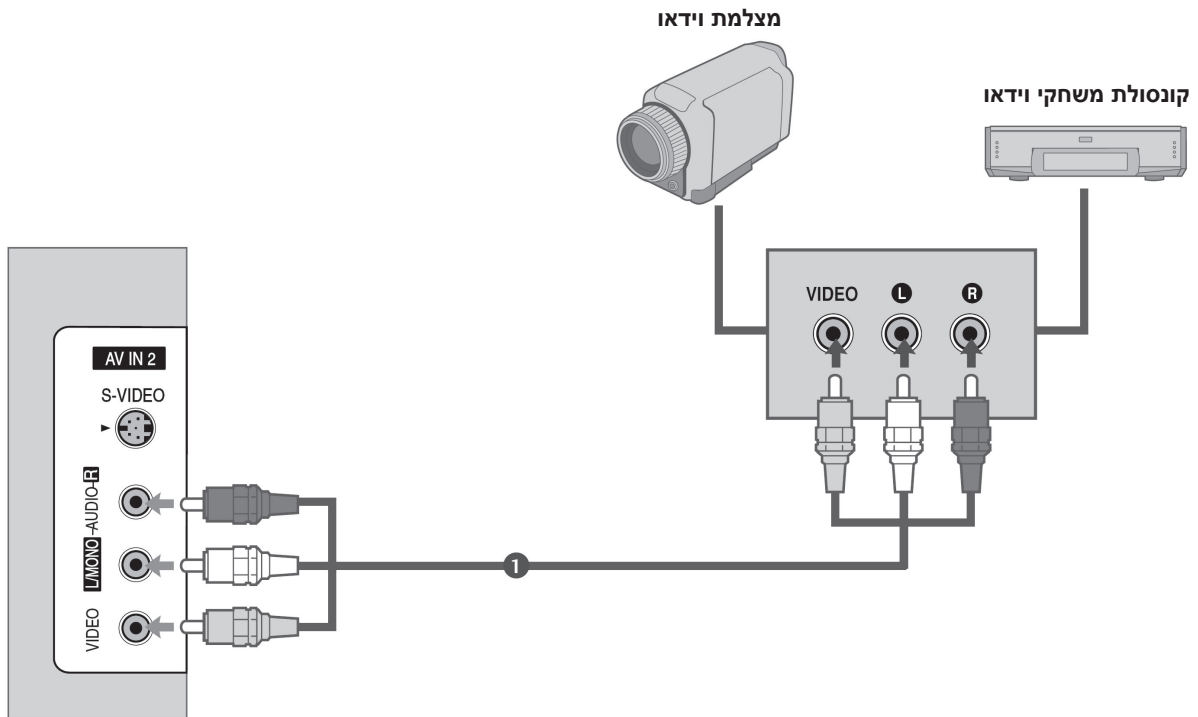 מצלמת וידאו
קונסולת משחקי וידאו
VIDEO L R
AV IN 2
S-VIDEO
L/MONO-AUDIO-R
VIDEO
1